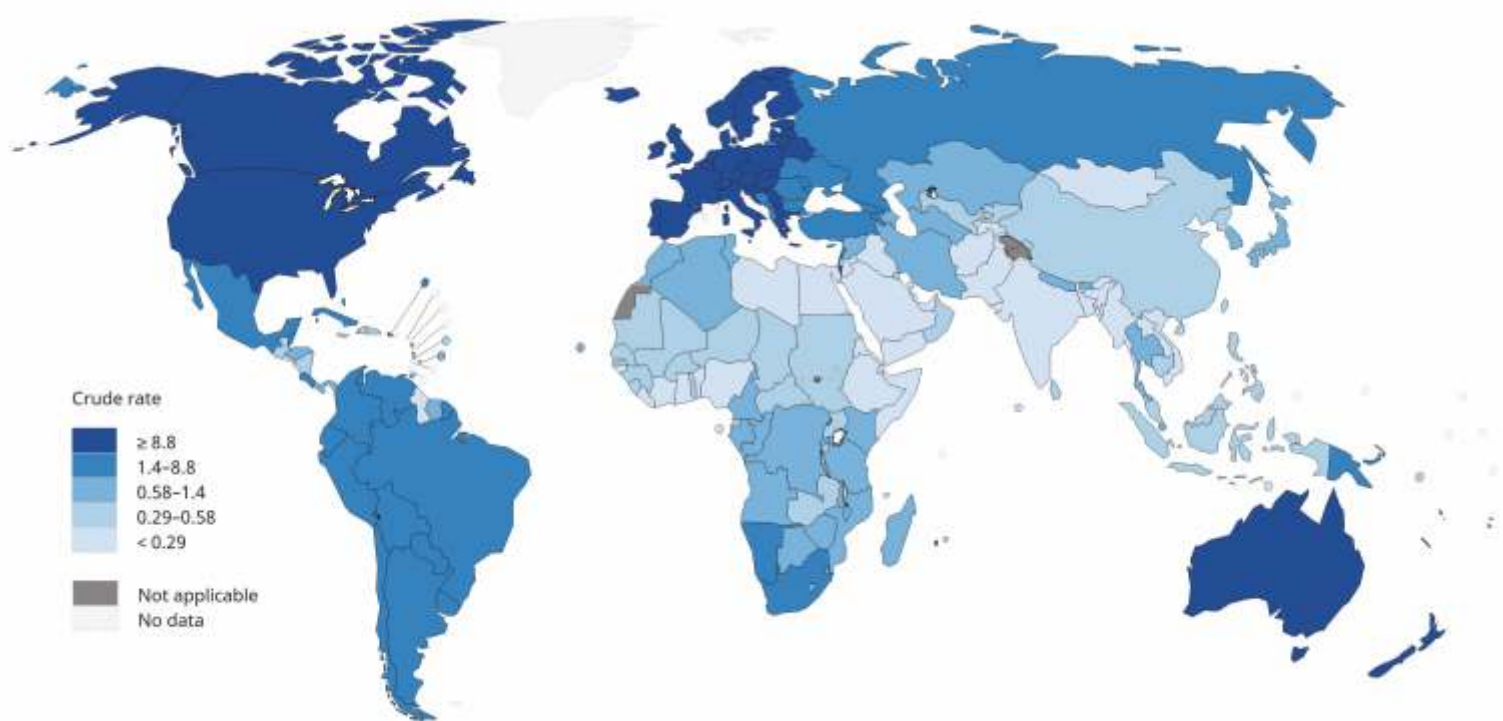 Crude rate
≥ 8.8
1.4–8.8
0.58–1.4
0.29–0.58
< 0.29
Not applicable
No data